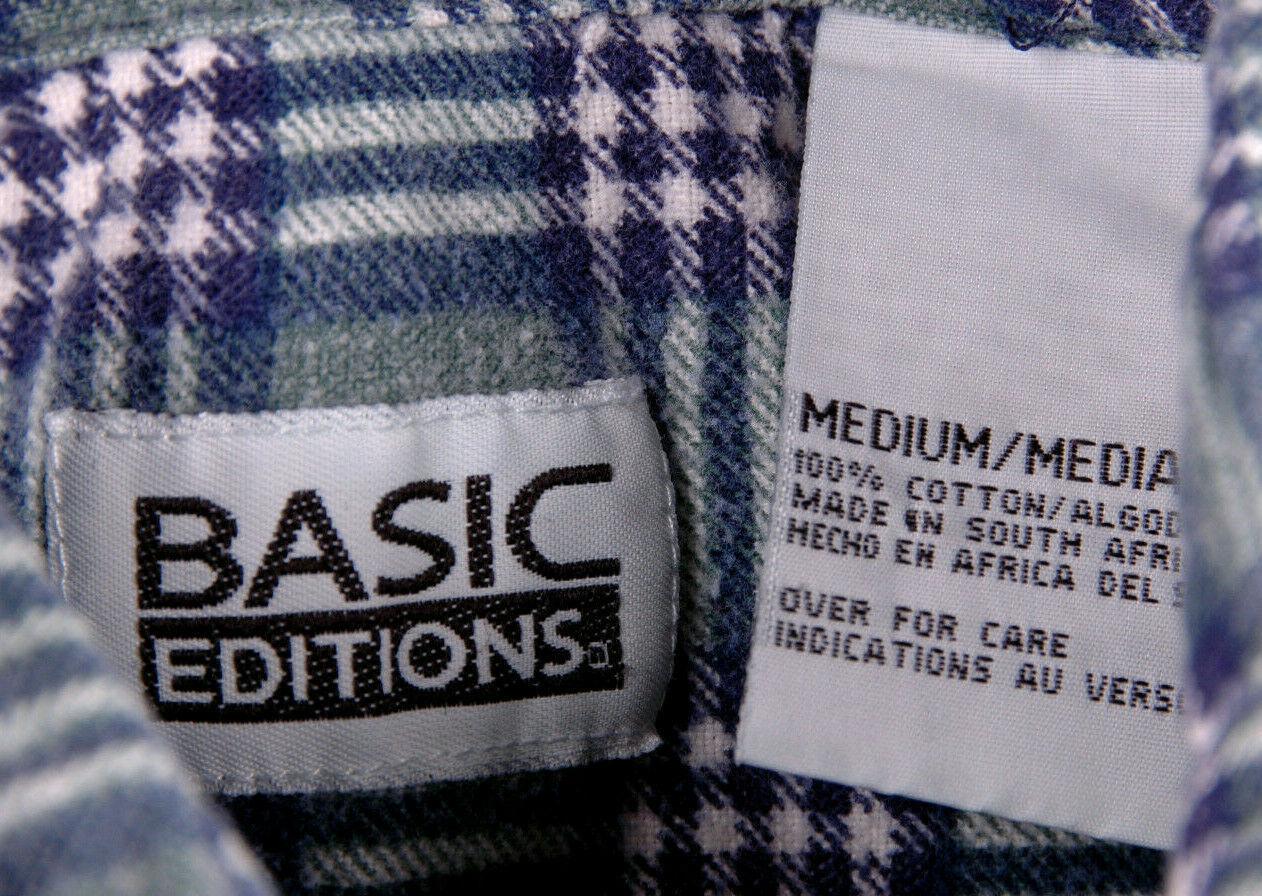 BASIC
EDITIONS
MEDIUM/MEDIA
100% COTTON/ALGOD
MADE IN SOUTH AFRI
HECHO EN AFRICA DEL
OVER FOR CARE
INDICATIONS AU VERS